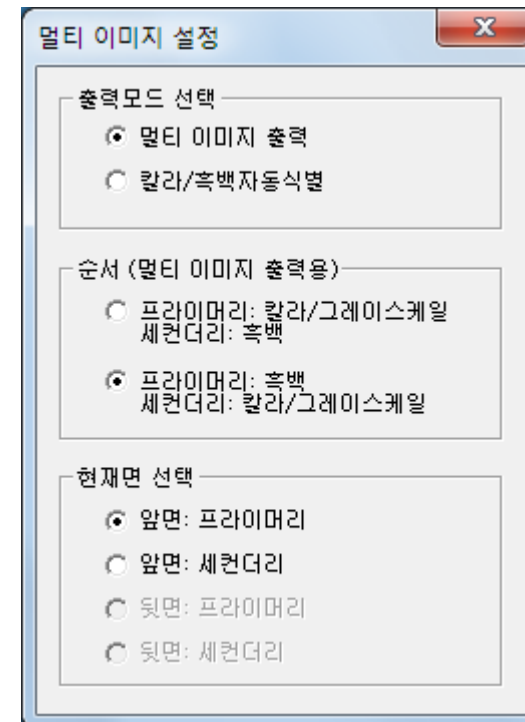 멀티 이미지 설정
출력모드 선택
멀티 이미지 출력
칼라/흑백자동식별
순서 (멀티 이미지 출력용)
프라이머리: 칼라/그레이스케일
세컨더리: 흑백
프라이머리: 흑백
세컨더리: 칼라/그레이스케일
현재면 선택
앞면: 프라이머리
앞면: 세컨더리
뒷면: 프라이머리
뒷면: 세컨더리